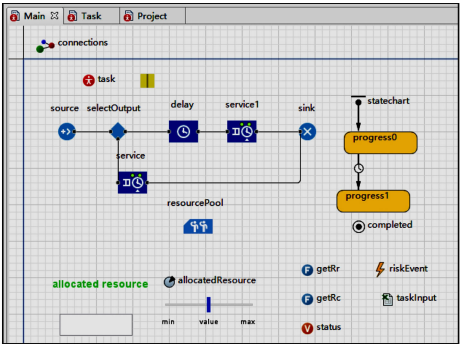 Main Task Project
connections
task
source selectOutput delay service1 sink statechart
progress0
service
progress1
resourcePool
completed
getRr riskEvent
allocated resource allocatedResource
getRc taskInput
min value max
status